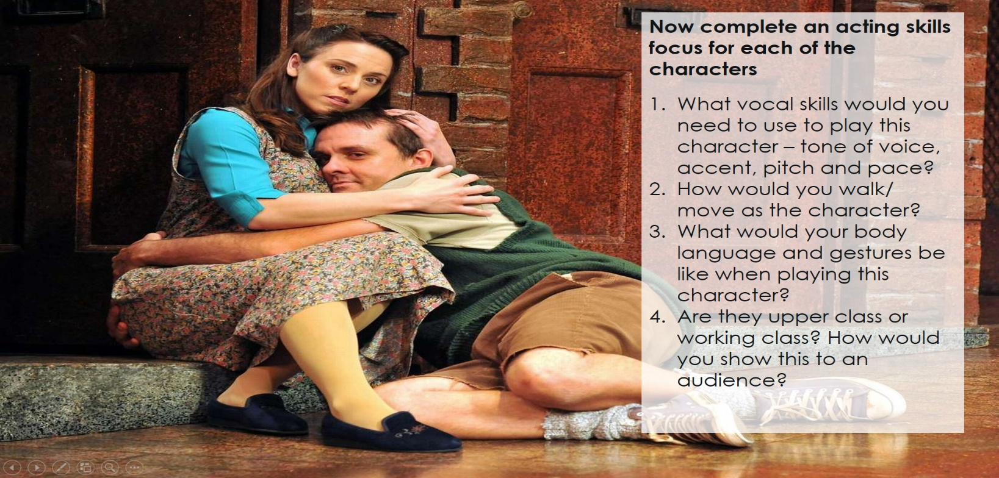 Now complete an acting skills
focus for each of the
characters
1. What vocal skills would you
need to use to play this
character – tone of voice,
accent, pitch and pace?
2. How would you walk/
move as the character?
3. What would your body
language and gestures be
like when playing this
character?
4. Are they upper class or
working class? How would
you show this to an
audience?